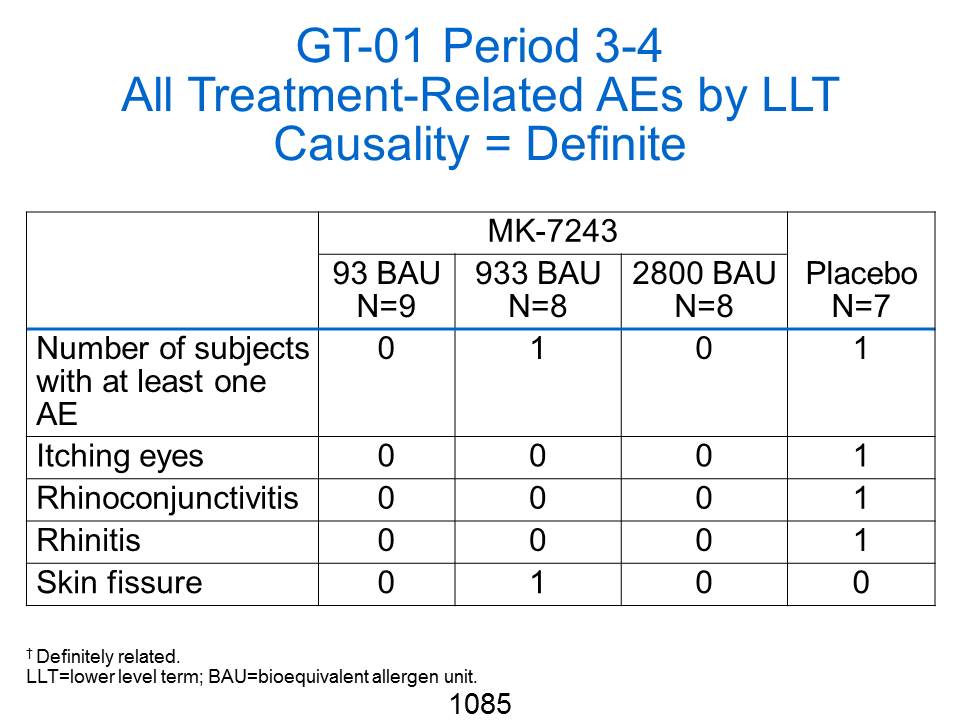 GT-01 Period 3-4
All Treatment-Related AEs by LLT
Causality = Definite
MK-7243
93 BAU 933 BAU 2800 BAU Placebo
N=9 N=8 N=8 N=7
Number of subjects 0 1 0 1
with at least one
AE
Itching eyes 0 0 0 1
Rhinoconjunctivitis 0 0 0 1
Rhinitis 0 0 0 1
Skin fissure 0 1 0 0
† Definitely related.
LLT=lower level term; BAU=bioequivalent allergen unit.
1085